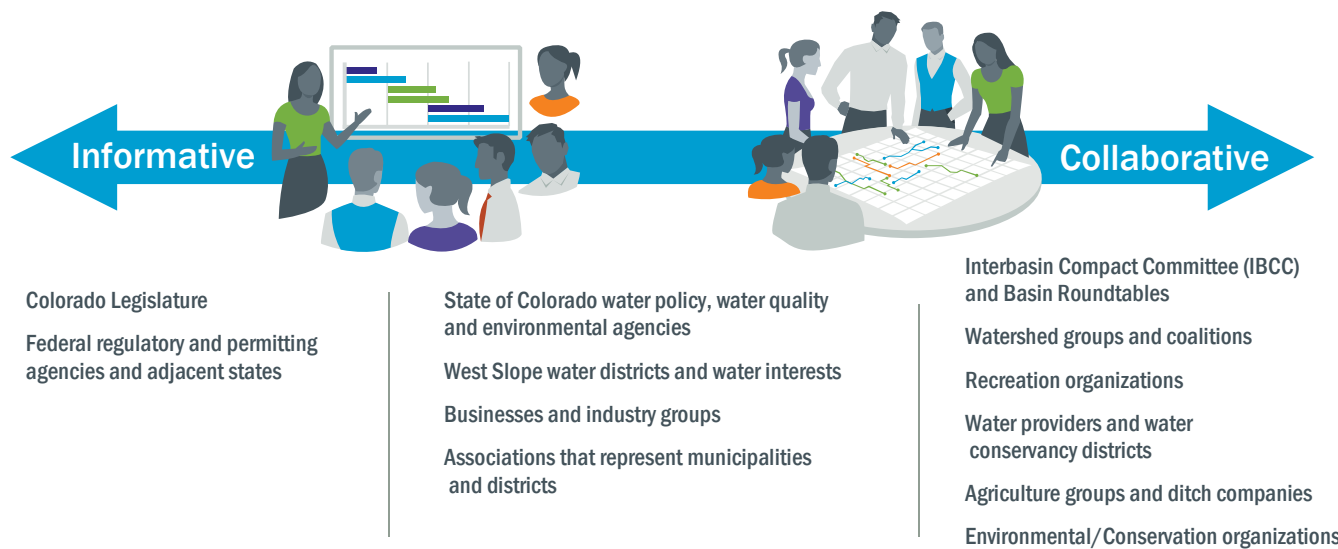 Informative
Collaborative
Colorado Legislature
Federal regulatory and permitting
agencies and adjacent states
State of Colorado water policy, water quality
and environmental agencies
West Slope water districts and water interests
Businesses and industry groups
Associations that represent municipalities
and districts
Interbasin Compact Committee (IBCC)
and Basin Roundtables
Watershed groups and coalitions
Recreation organizations
Water providers and water
conservancy districts
Agriculture groups and ditch companies
Environmental/Conservation organizations